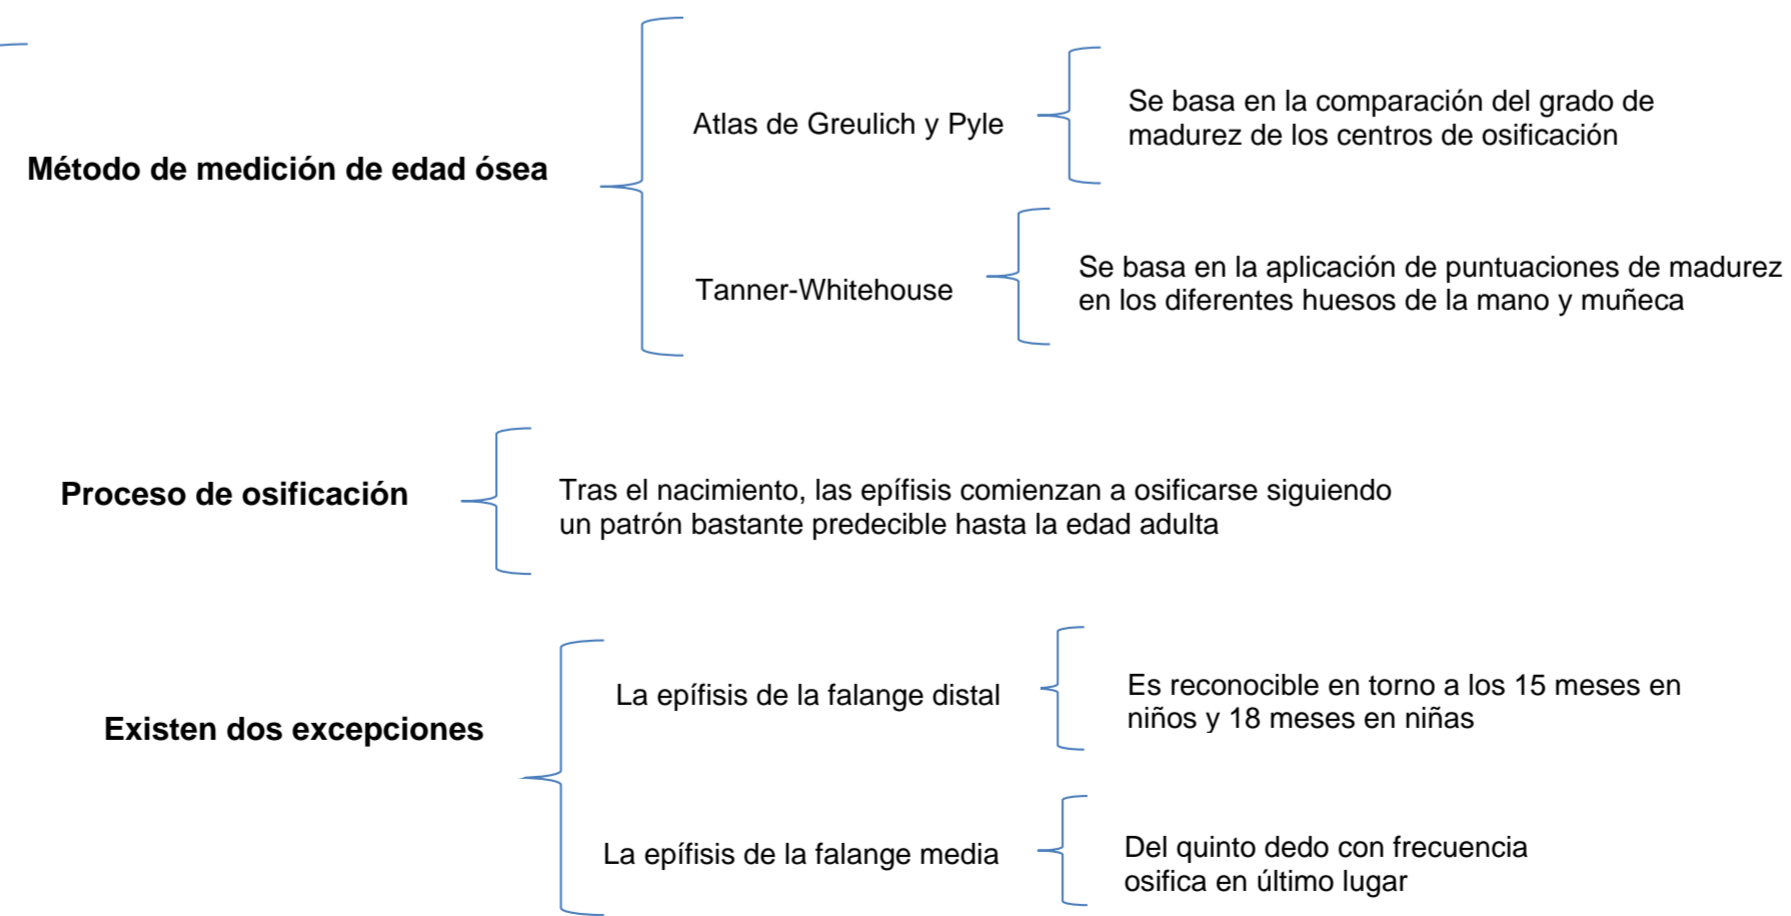 Método de medición de edad ósea
Atlas de Greulich y Pyle
Se basa en la comparación del grado de
madurez de los centros de osificación
Tanner-Whitehouse
Se basa en la aplicación de puntuaciones de madurez
en los diferentes huesos de la mano y muñeca
Proceso de osificación
Tras el nacimiento, las epífisis comienzan a osificarse siguiendo
un patrón bastante predecible hasta la edad adulta
Existen dos excepciones
La epífisis de la falange distal
Es reconocible en torno a los 15 meses en
niños y 18 meses en niñas
La epífisis de la falange media
Del quinto dedo con frecuencia
osifica en último lugar